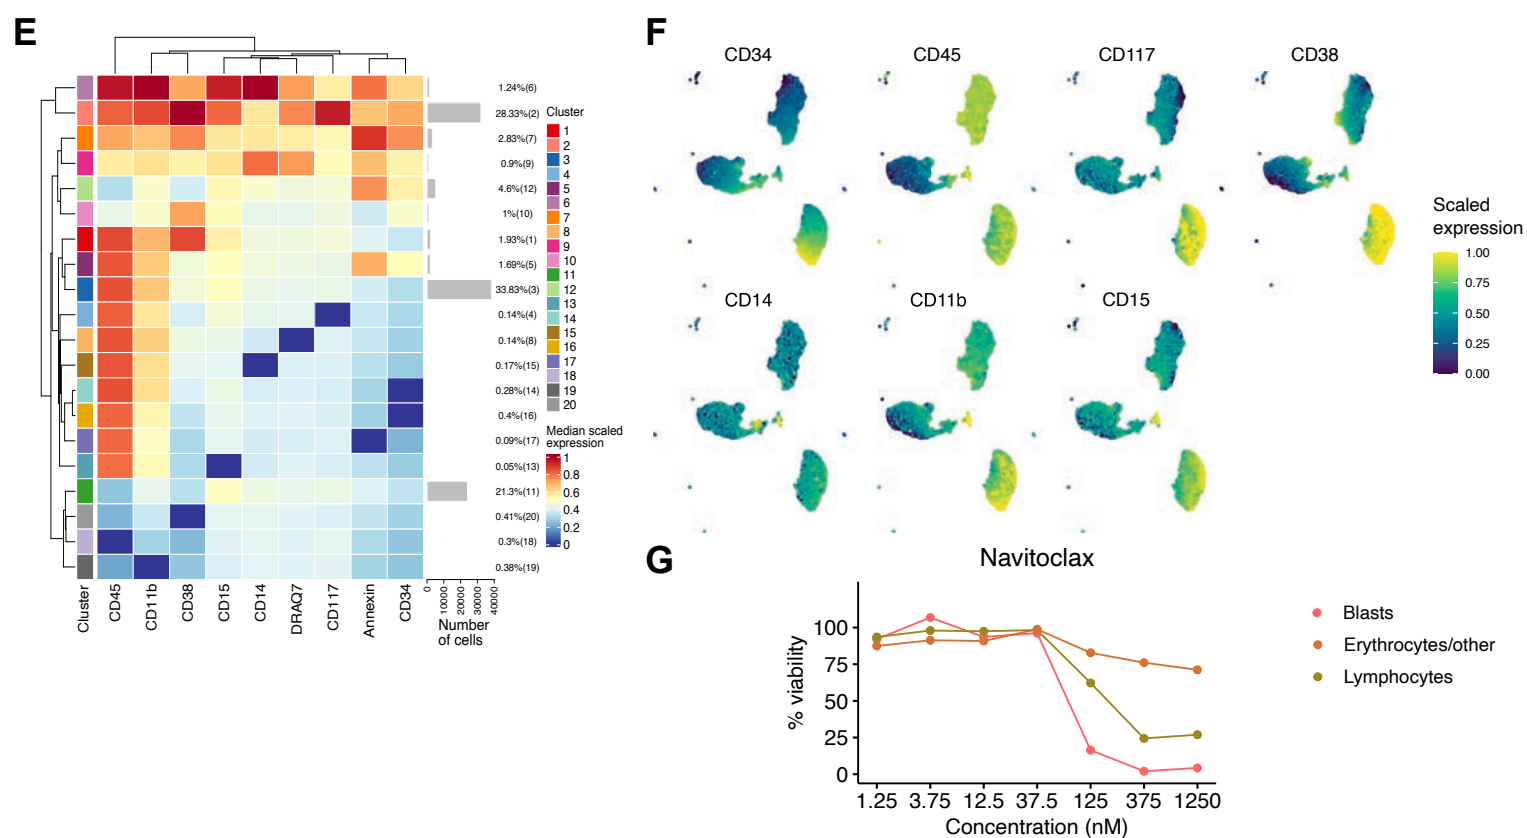 E
1.24%(6)
28.33%(2)
2.83%(7)
0.9%(9)
4.6%(12)
1%(10)
1.93%(1)
1.69%(5)
33.83%(3)
0.14%(4)
0.14%(8)
0.17%(15)
0.28%(14)
0.4%(16)
0.09%(17)
0.05%(13)
21.3%(11)
0.41%(20)
0.3%(18)
0.38%(19)
Cluster
CD45
CD11b
CD38
CD15
CD14
DRAQ7
CD117
Annexin
CD34
0
10000
20000
30000
40000
Number
of cells
Cluster
1
2
3
4
5
6
7
8
9
10
11
12
13
14
15
16
17
18
19
20
Median scaled
expression
1
0.8
0.6
0.4
0.2
0
F
CD34
CD45
CD117
CD38
CD14
CD11b
CD15
Scaled
expression
1.00
0.75
0.50
0.25
0.00
G
Navitoclax
% viability
100
75
50
25
0
1.25 3.75 12.5 37.5 125 375 1250
Concentration (nM)
Blasts
Erythrocytes/other
Lymphocytes